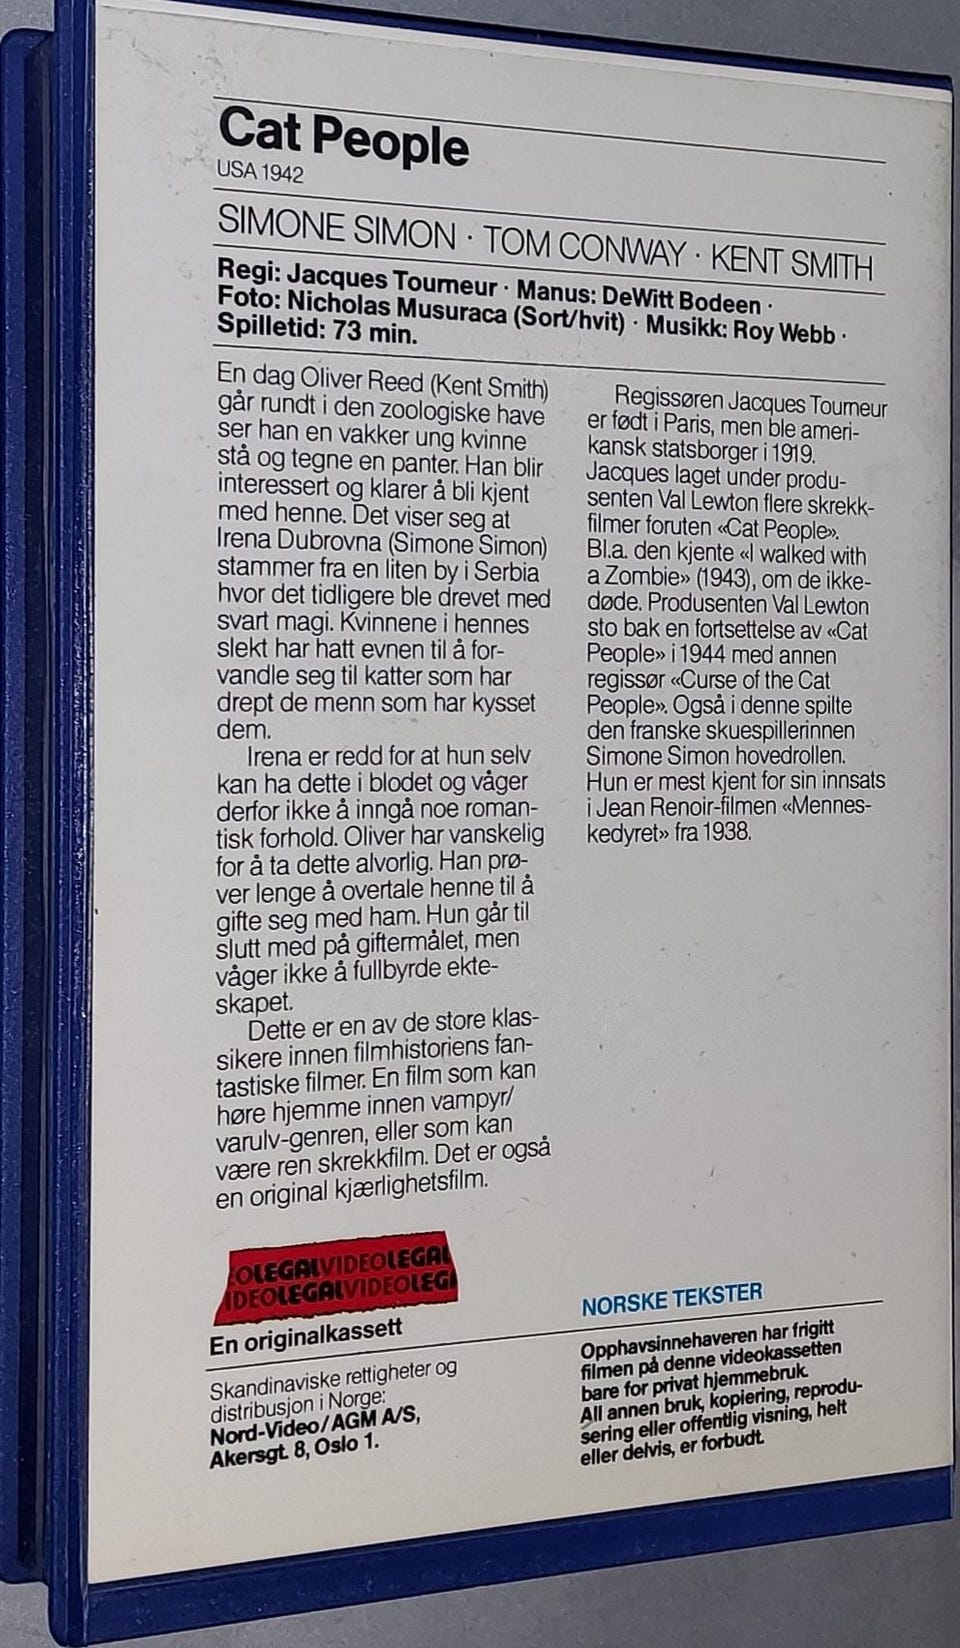 Cat People
USA 1942
SIMONE SIMON · TOM CONWAY · KENT SMITH
Regi: Jacques Tourneur · Manus: DeWitt Bodeen ·
Foto: Nicholas Musuraca (Sort/hvit) · Musikk: Roy Webb ·
Spilletid: 73 min.
En dag Oliver Reed (Kent Smith)
går rundt i den zoologiske have
ser han en vakker ung kvinne
stå og tegne en panter. Han blir
interessert og klarer å bli kjent
med henne. Det viser seg at
Irena Dubrovna (Simone Simon)
stammer fra en liten by i Serbia
hvor det tidligere ble drevet med
svart magi. Kvinnene i hennes
slekt har hatt evnen til å for-
vandle seg til katter som har
drept de menn som har kysset
dem.
Irena er redd for at hun selv
kan ha dette i blodet og våger
derfor ikke å inngå noe roman-
tisk forhold. Oliver har vanskelig
for å ta dette alvorlig. Han prø-
ver lenge å overtale henne til å
gifte seg med ham. Hun går til
slutt med på giftermålet, men
våger ikke å fullbyrde ekte-
skapet.
Dette er en av de store klas-
sikere innen filmhistoriens fan-
tastiske filmer. En film som kan
høre hjemme innen vampyr/
varulv-genren, eller som kan
være ren skrekkfilm. Det er også
en original kjærlighetsfilm.
Regissøren Jacques Tourneur
er født i Paris, men ble ameri-
kansk statsborger i 1919.
Jacques laget under produ-
senten Val Lewton flere skrekk-
filmer foruten «Cat People».
Bl.a. den kjente «I walked with
a Zombie» (1943), om de ikke-
døde. Produsenten Val Lewton
sto bak en fortsettelse av «Cat
People» i 1944 med annen
regissør «Curse of the Cat
People». Også i denne spilte
den franske skuespillerinnen
Simone Simon hovedrollen.
Hun er mest kjent for sin innsats
i Jean Renoir-filmen «Mennes-
kedyret» fra 1938.
OLEGALVIDEOLEGAL
IDEOLEGALVIDEOLEG
En originalkassett
Skandinaviske rettigheter og
distribusjon i Norge:
Nord-Video/AGM A/S,
Akersgt. 8, Oslo 1.
NORSKE TEKSTER
Opphavsinnehaveren har frigitt
filmen på denne videokassetten
bare for privat hjemmebruk.
All annen bruk, kopiering, reprodu-
sering eller offentlig visning, helt
eller delvis, er forbudt.